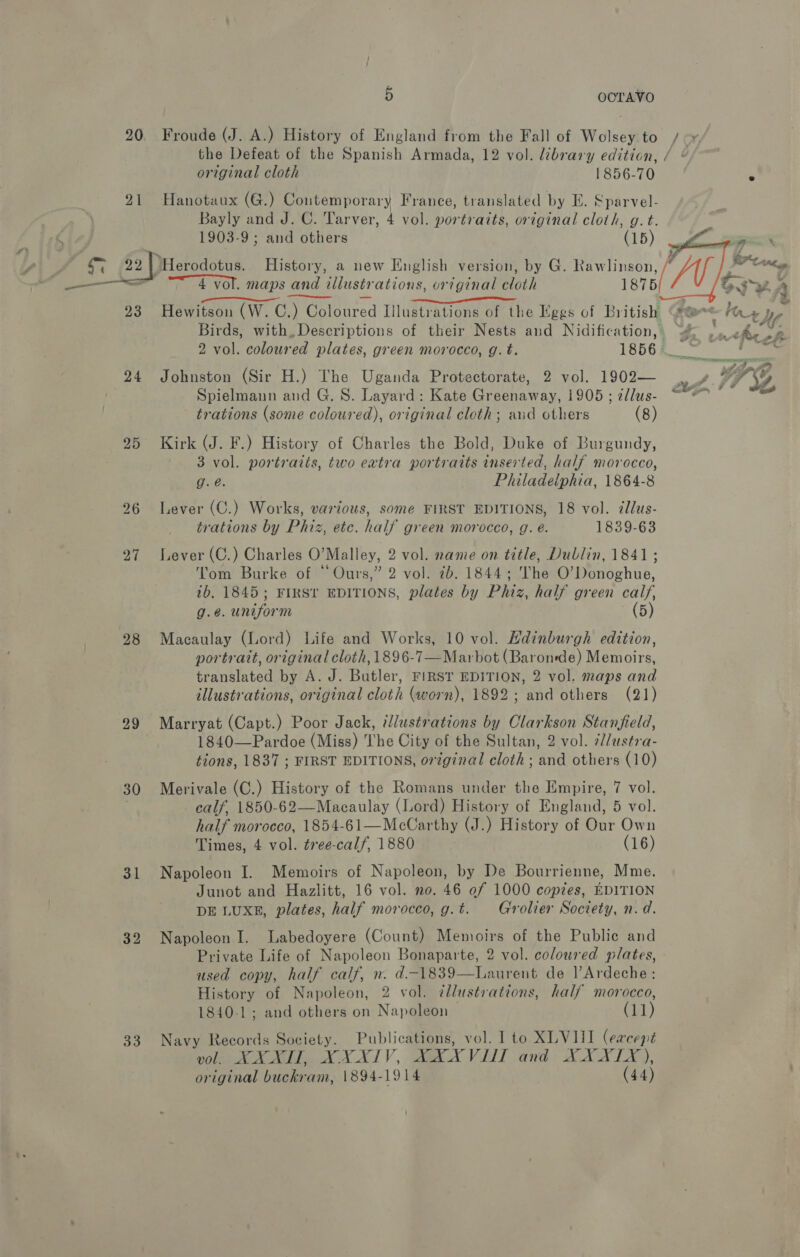 5 OCTAVO
20 Froude (J. A.) History of England from the Fall of Wolsey to
the Defeat of the Spanish Armada, 12 vol. library edition,
original cloth 1856-70
21 Hanotaux (G.) Contemporary France, translated by E. Sparvel-
Bayly and J. C. Tarver, 4 vol. portraits, original cloth, g.t.
1903-9; and others (15)
22 Herodotus. History, a new English version, by G. Rawlinson,
4 vol. maps and illustrations, original cloth 1875
23 Hewitson (W. C.) Coloured Illustrations of the Eggs of British
Birds, with Descriptions of their Nests and Nidification,
2 vol. coloured plates, green morocco, g. t. 1856
24 Johnston (Sir H.) The Uganda Protectorate, 2 vol. 1902—
Spielmann and G. S. Layard: Kate Greenaway, 1905; illus-
trations (some coloured), original cloth; and others (8)
25 Kirk (J. F.) History of Charles the Bold, Duke of Burgundy,
3 vol. portraits, two extra portraits inserted, half morocco,
g. e. Philadelphia, 1864-8
26 Lever (C.) Works, various, some FIRST EDITIONS, 18 vol. illus-
trations by Phiz, etc. half green morocco, g. e. 1839-63
27 Lever (C.) Charles O'Malley, 2 vol. name on title, Dublin, 1841;
Tom Burke of "Ours," 2 vol. ib. 1844; The O'Donoghue,
ib. 1845; FIRST EDITIONS, plates by Phiz, half green calf,
g. e. uniform (5)
28 Macaulay (Lord) Life and Works, 10 vol. Edinburgh edition,
portrait, original cloth, 1896-7—Marbot (Baron de) Memoirs,
translated by A. J. Butler, FIRST EDITION, 2 vol. maps and
illustrations, original cloth (worn), 1892; and others (21)
29 Marryat (Capt.) Poor Jack, illustrations by Clarkson Stanfield,
1840—Pardoe (Miss) The City of the Sultan, 2 vol. illustra-
tions, 1837; FIRST EDITIONS, original cloth; and others (10)
30 Merivale (C.) History of the Romans under the Empire, 7 vol.
calf, 1850-62—Macaulay (Lord) History of England, 5 vol.
half morocco, 1854-61—McCarthy (J.) History of Our Own
Times, 4 vol. tree-calf, 1880 (16)
31 Napoleon I. Memoirs of Napoleon, by De Bourrienne, Mme.
Junot and Hazlitt, 16 vol. no. 46 of 1000 copies, EDITION
DE LUXE, plates, half morocco, g. t. Grolier Society, n. d.
32 Napoleon I. Labedoyere (Count) Memoirs of the Public and
Private Life of Napoleon Bonaparte, 2 vol. coloured plates,
used copy, half calf, n. d.-1839—Laurent de l'Ardeche:
History of Napoleon, 2 vol. illustrations, half morocco,
1840-1; and others on Napoleon (11)
33 Navy Records Society. Publications, vol. I to XLVIII (except
vol. XXXII, XXXIV, XXXVIII and XXXIX),
original buckram, 1894-1914 (44)